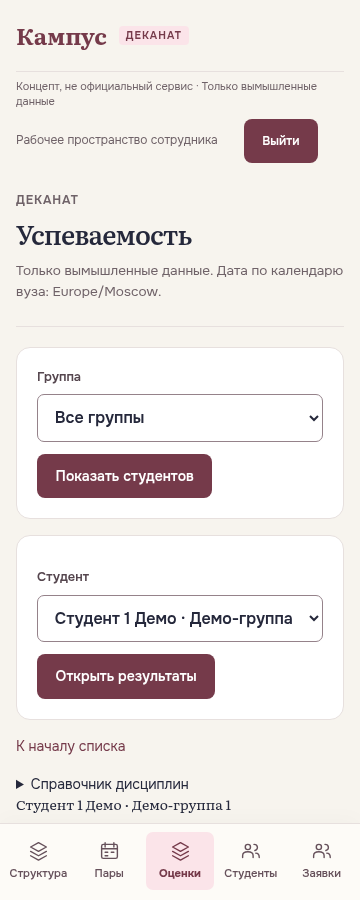 Кампус ДЕКАНАТ
Концепт, не официальный сервис · Только вымышленные
данные
Рабочее пространство сотрудника Выйти
ДЕКАНАТ
Успеваемость
Только вымышленные данные. Дата по календарю
вуза: Europe/Moscow.
Группа
Все группы
Показать студентов
Студент
Студент 1 Демо · Демо-группа
Открыть результаты
К началу списка
Справочник дисциплин
Студент 1 Демо · Демо-группа 1
Структура Пары Оценки Студенты Заявки